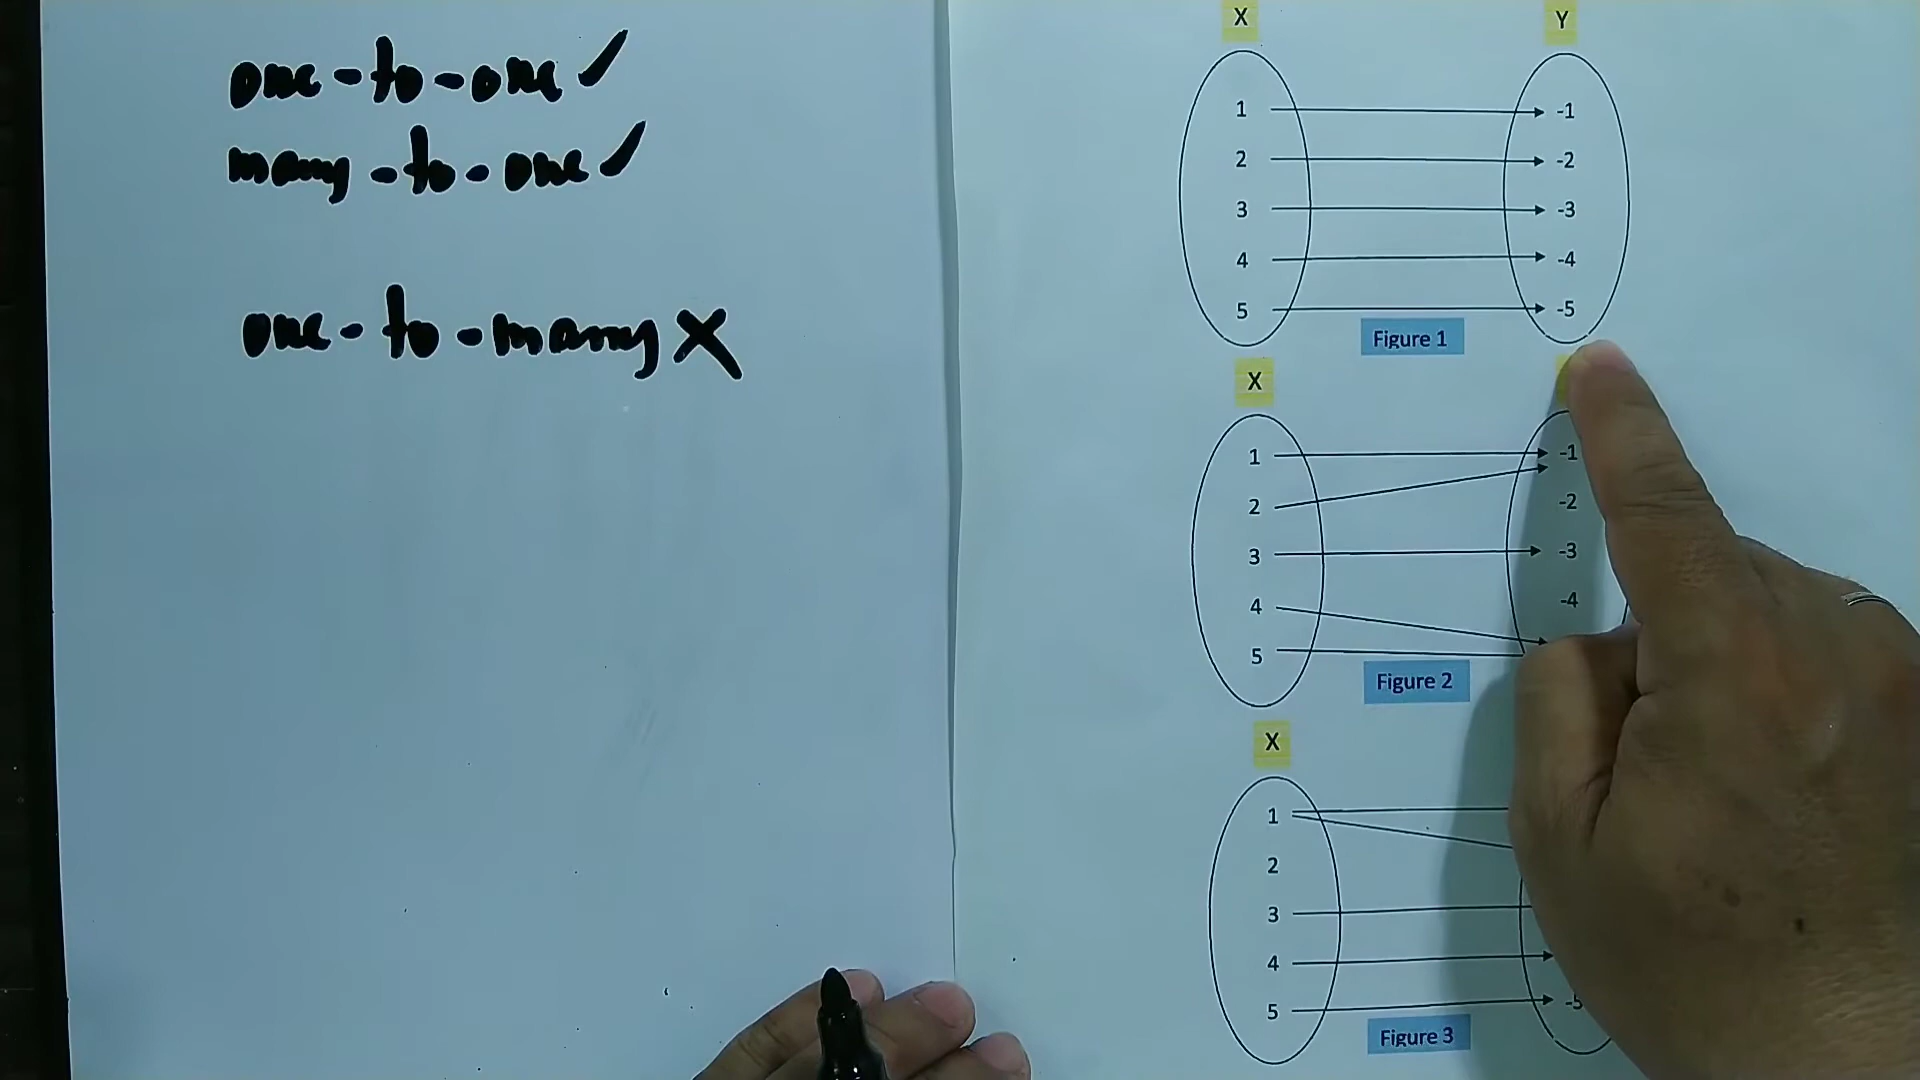 one-to-one ✓
many-to-one ✓
one-to-many X
X Y
1 -1
2 -2
3 -3
4 -4
5 -5
Figure 1
X
1 -1
2 -2
3 -3
4 -4
5
Figure 2
X
1
2
3
4
5 -5
Figure 3